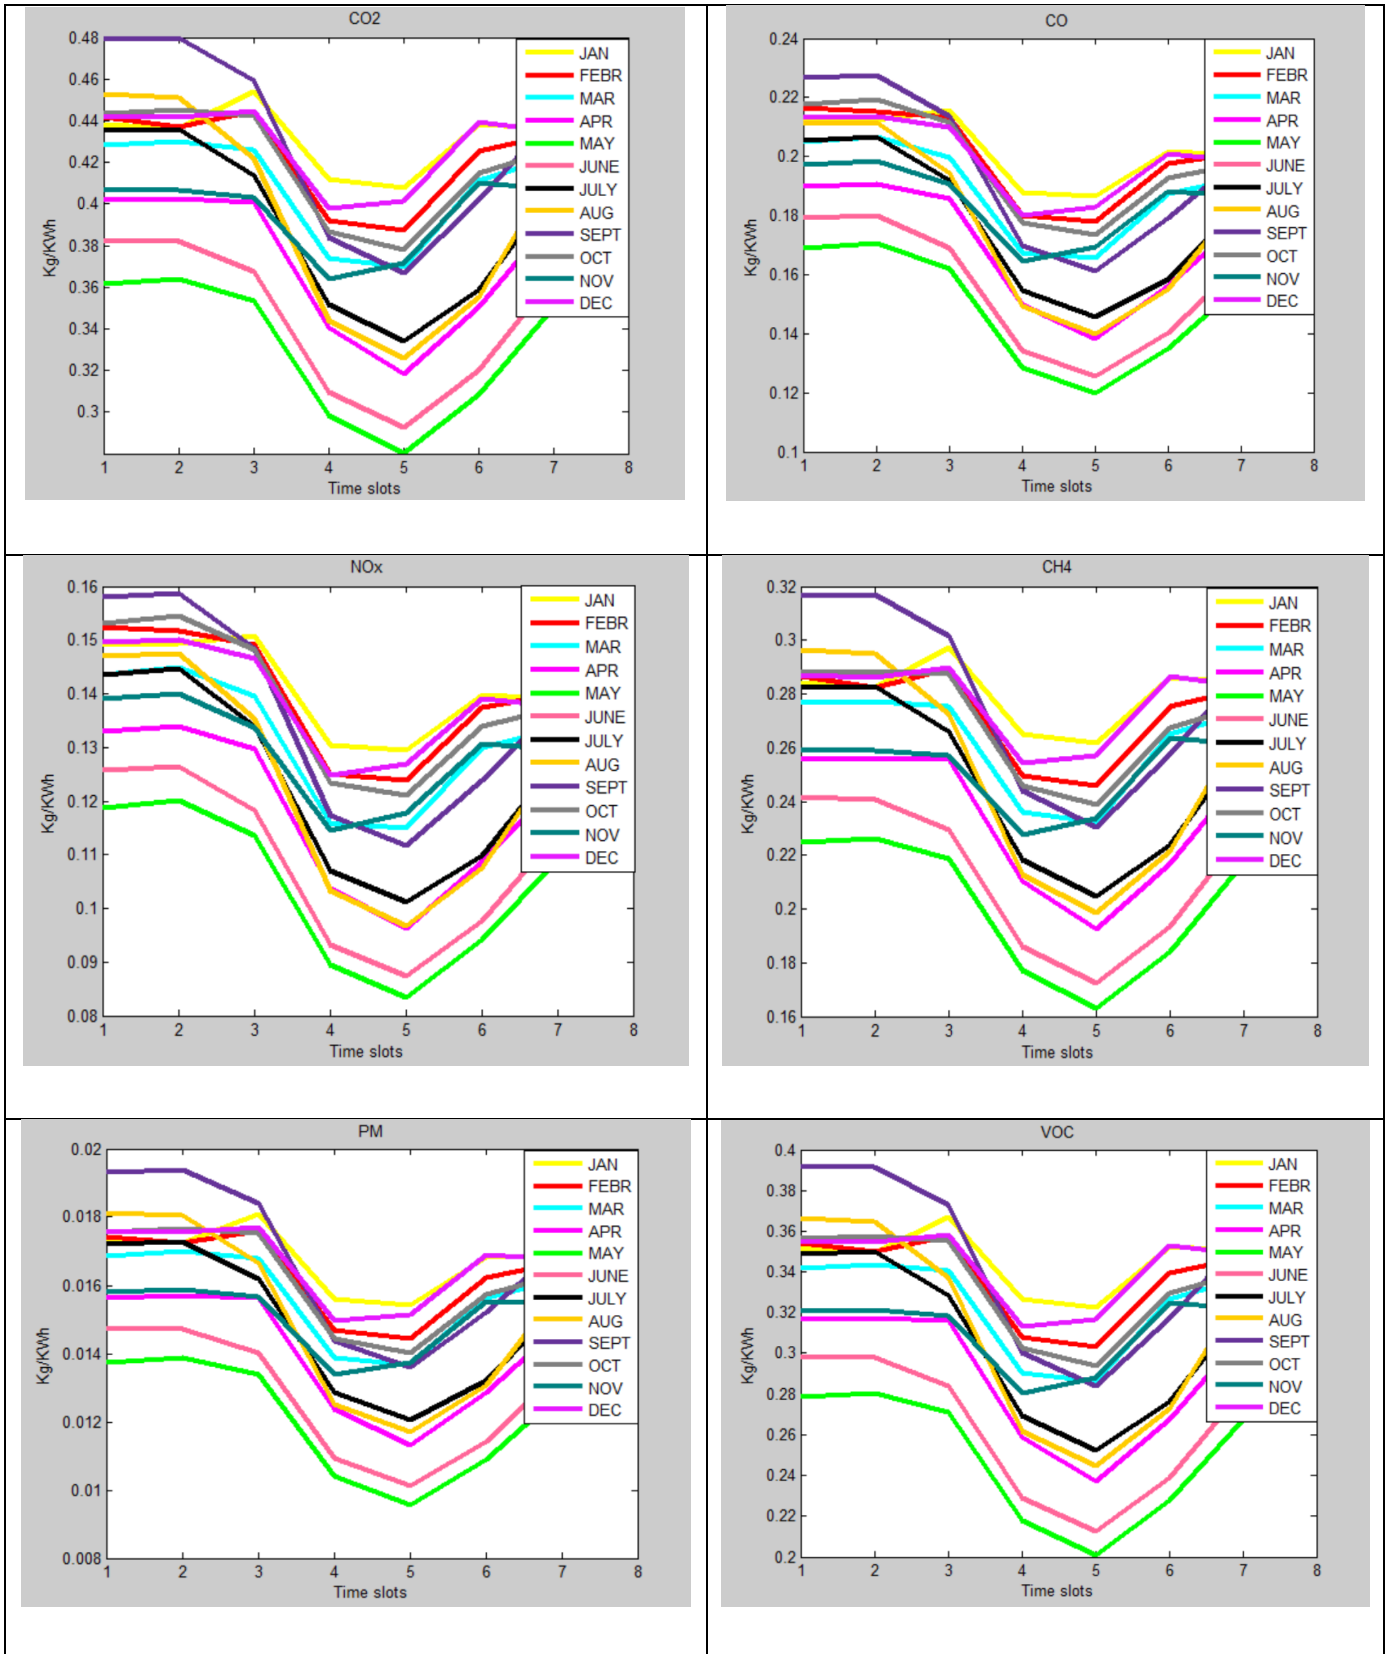 CO2
0.48
0.46
0.44
0.42
0.4
0.38
0.36
0.34
0.32
0.3
Kg/KWh
1 2 3 4 5 6 7 8
Time slots
JAN
FEBR
MAR
APR
MAY
JUNE
JULY
AUG
SEPT
OCT
NOV
DEC
CO
0.24
0.22
0.2
0.18
0.16
0.14
0.12
0.1
Kg/KWh
1 2 3 4 5 6 7 8
Time slots
JAN
FEBR
MAR
APR
MAY
JUNE
JULY
AUG
SEPT
OCT
NOV
DEC
NOx
0.16
0.15
0.14
0.13
0.12
0.11
0.1
0.09
0.08
Kg/KWh
1 2 3 4 5 6 7 8
Time slots
JAN
FEBR
MAR
APR
MAY
JUNE
JULY
AUG
SEPT
OCT
NOV
DEC
CH4
0.32
0.3
0.28
0.26
0.24
0.22
0.2
0.18
0.16
Kg/KWh
1 2 3 4 5 6 7 8
Time slots
JAN
FEBR
MAR
APR
MAY
JUNE
JULY
AUG
SEPT
OCT
NOV
DEC
PM
0.02
0.018
0.016
0.014
0.012
0.01
0.008
Kg/KWh
1 2 3 4 5 6 7 8
Time slots
JAN
FEBR
MAR
APR
MAY
JUNE
JULY
AUG
SEPT
OCT
NOV
DEC
VOC
0.4
0.38
0.36
0.34
0.32
0.3
0.28
0.26
0.24
0.22
0.2
Kg/KWh
1 2 3 4 5 6 7 8
Time slots
JAN
FEBR
MAR
APR
MAY
JUNE
JULY
AUG
SEPT
OCT
NOV
DEC